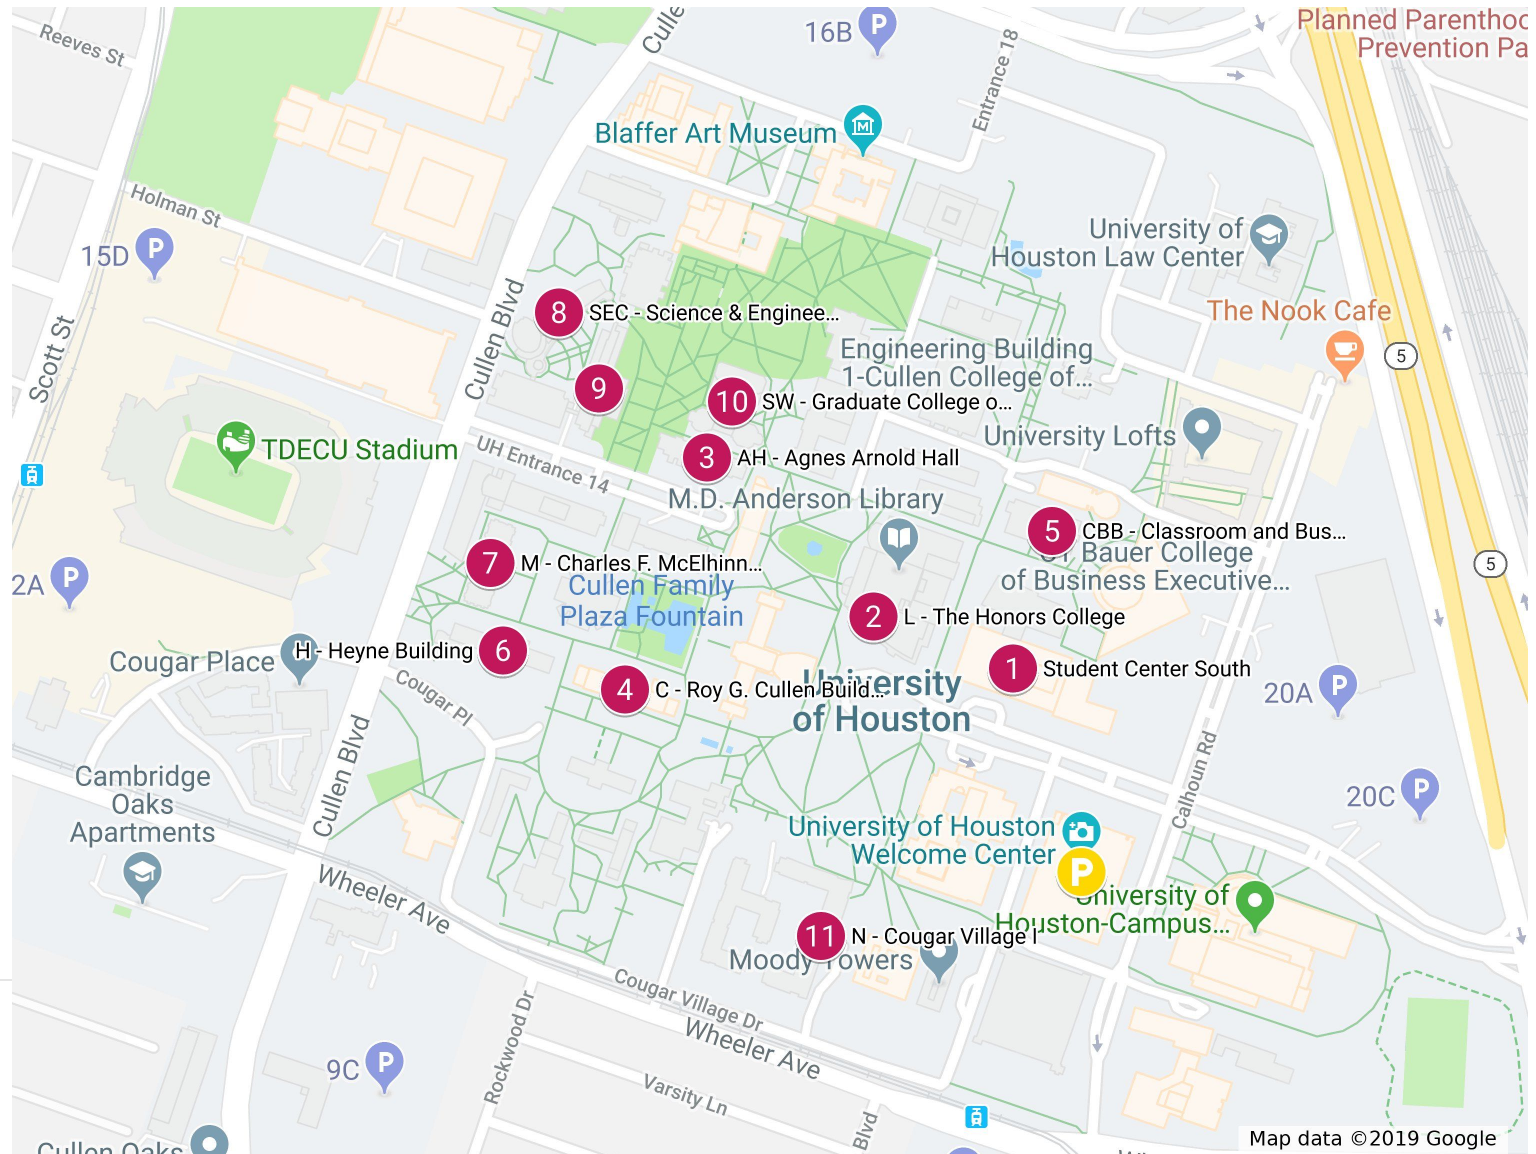 Reeves St
Culle
16B
P
Entrance 18
Planned Parenthoo
Prevention Pa
Blaffer Art Museum
M
Holman St
15D
P
University of
Houston Law Center
The Nook Cafe
Scott St
Cullen Blvd
8
SEC - Science & Enginee...
5
Engineering Building
1-Cullen College of...
9
10
SW - Graduate College o...
University Lofts
TDECU Stadium
UH Entrance 14
3
AH - Agnes Arnold Hall
M.D. Anderson Library
5
CBB - Classroom and Bus...
Bauer College
of Business Executive...
5
7
M - Charles F. McElhinn...
Cullen Family
Plaza Fountain
2A
P
2
L - The Honors College
H - Heyne Building
6
Cougar Place
1
Student Center South
4
C - Roy G. Cullen Build...
University
of Houston
20A
P
Cougar Pl
Cullen Blvd
Calhoun Rd
Cambridge
Oaks
Apartments
20C
P
University of Houston
Welcome Center
P
University of
Houston-Campus...
Wheeler Ave
11
N - Cougar Village I
Moody Towers
Cougar Village Dr
Wheeler Ave
Rockwood Dr
9C
P
Varsity Ln
Blvd
Cullen Oaks
Map data ©2019 Google